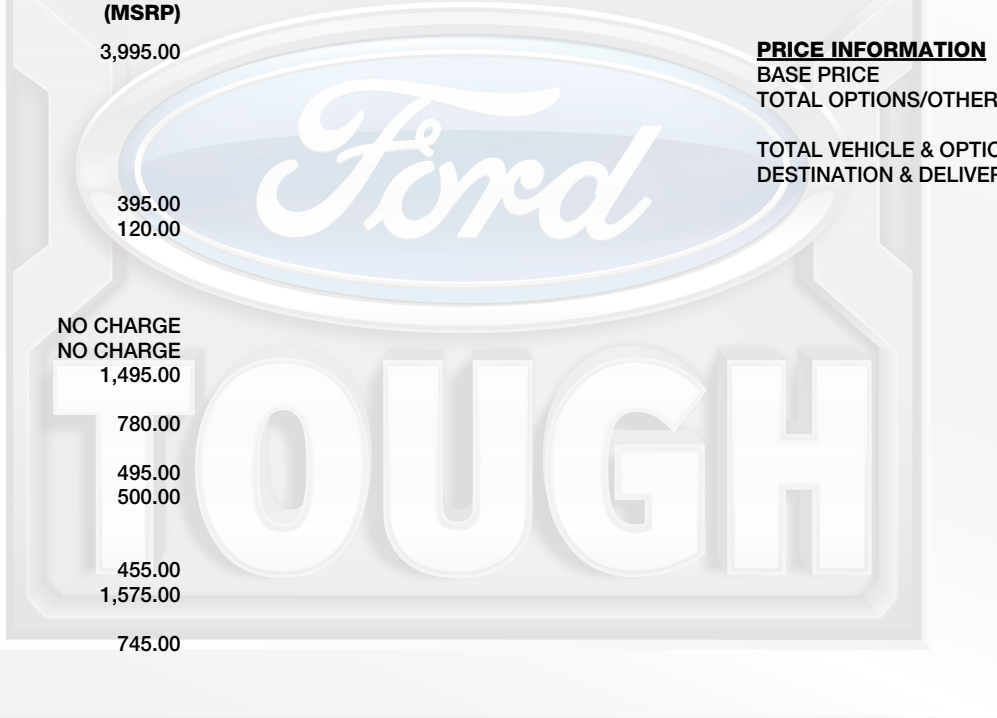 (MSRP)
3,995.00
395.00
120.00
NO CHARGE
NO CHARGE
1,495.00
780.00
495.00
500.00
455.00
1,575.00
745.00
PRICE INFORMATION
BASE PRICE
TOTAL OPTIONS/OTHER
TOTAL VEHICLE & OPTIO
DESTINATION & DELIVER
Ford
TOUGH